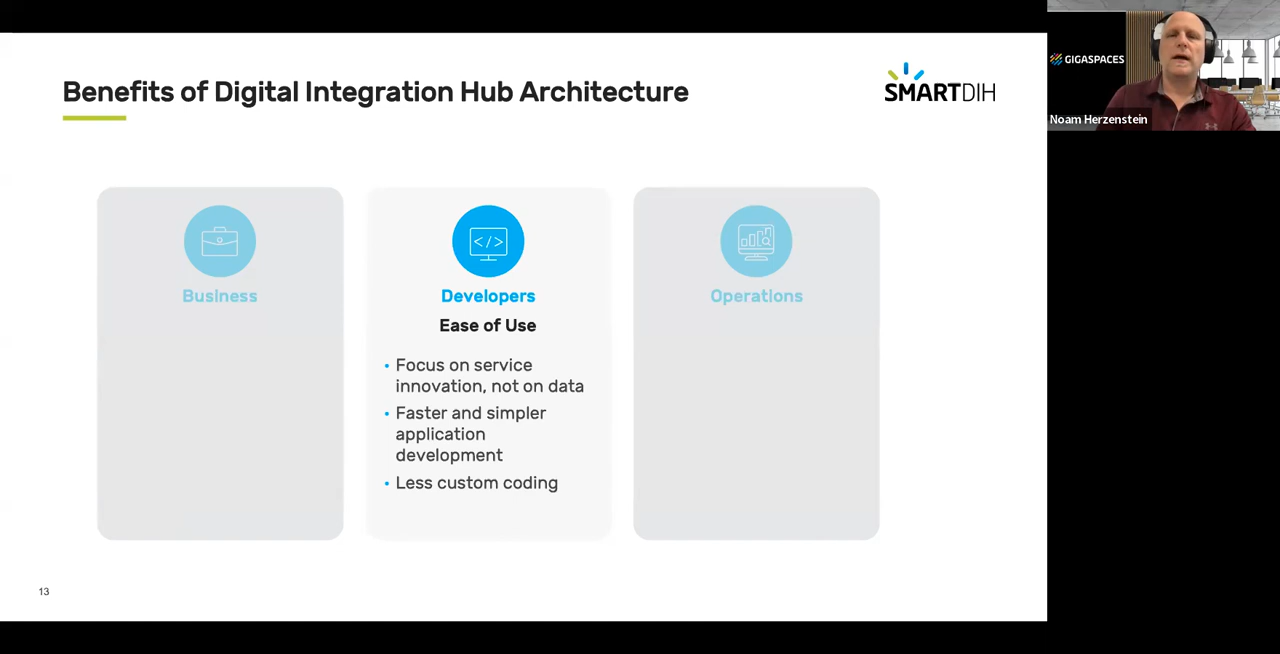 Benefits of Digital Integration Hub Architecture
SMARTDIH
GIGASPACES
Noam Herzenstein
Business
Developers
Ease of Use
• Focus on service
innovation, not on data
• Faster and simpler
application
development
• Less custom coding
Operations
13